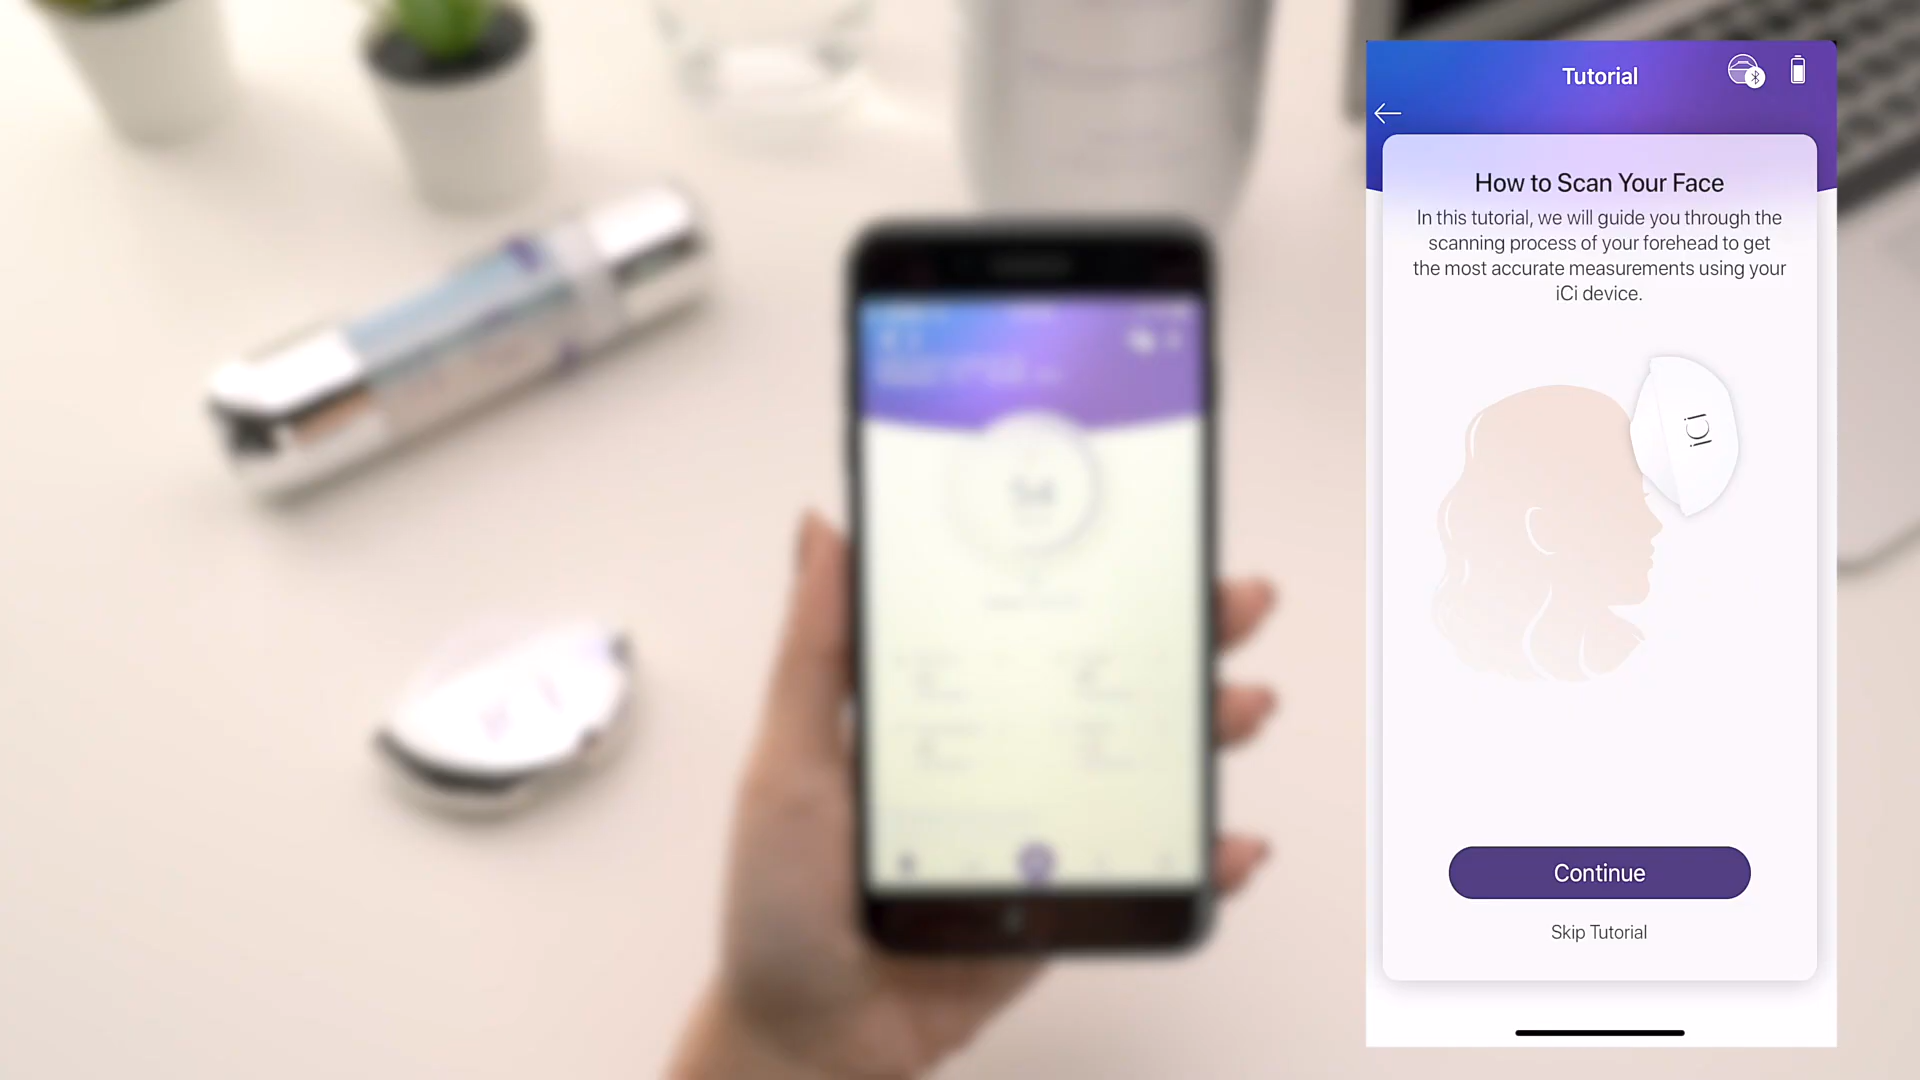 Tutorial
How to Scan Your Face
In this tutorial, we will guide you through the
scanning process of your forehead to get
the most accurate measurements using your
iCi device.
iCi
Continue
Skip Tutorial